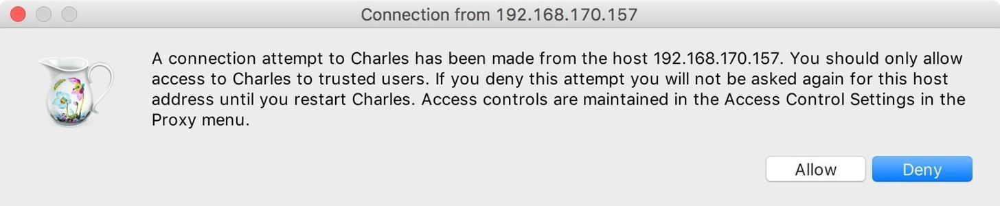 Connection from 192.168.170.157
A connection attempt to Charles has been made from the host 192.168.170.157. You should only allow
access to Charles to trusted users. If you deny this attempt you will not be asked again for this host
address until you restart Charles. Access controls are maintained in the Access Control Settings in the
Proxy menu.
Allow
Deny